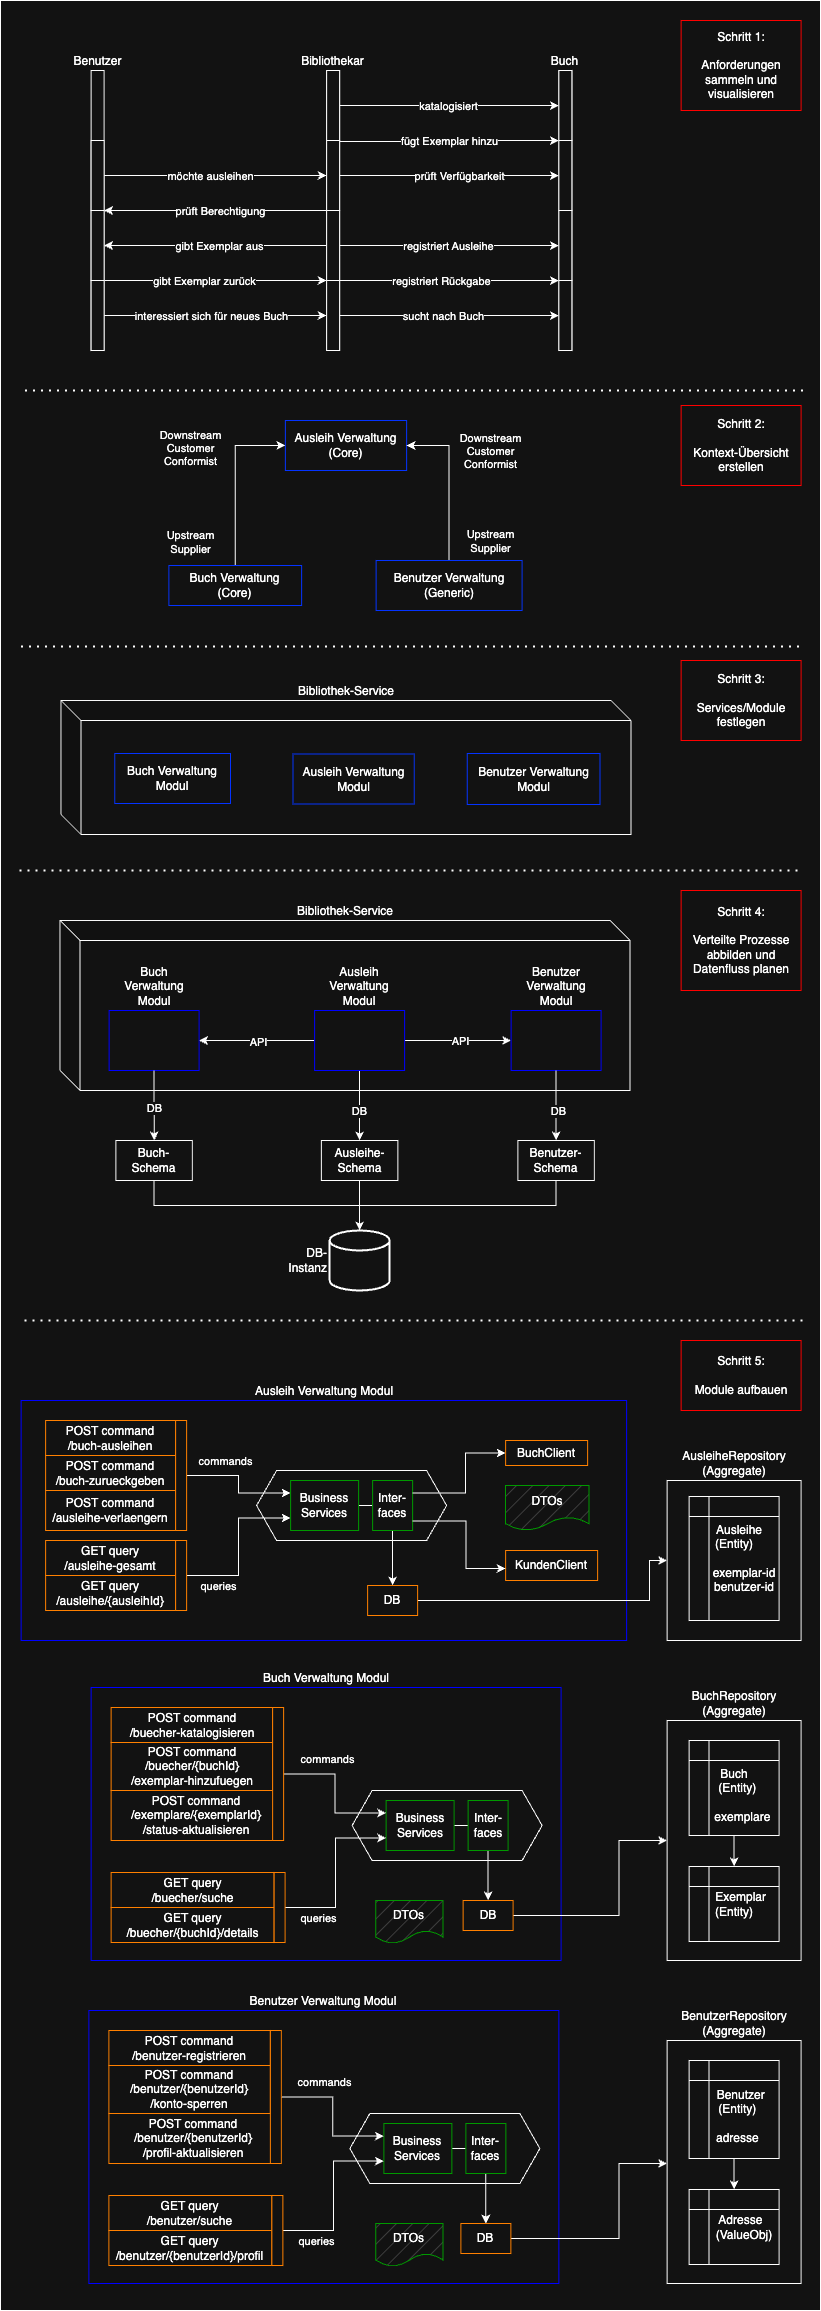 Schritt 1:
Anforderungen
sammeln und
visualisieren
Benutzer
Bibliothekar
Buch
katalogisiert
fügt Exemplar hinzu
möchte ausleihen
prüft Verfügbarkeit
prüft Berechtigung
gibt Exemplar aus
registriert Ausleihe
gibt Exemplar zurück
registriert Rückgabe
interessiert sich für neues Buch
sucht nach Buch
Schritt 2:
Kontext-Übersicht
erstellen
Downstream
Customer
Conformist
Ausleih Verwaltung
(Core)
Downstream
Customer
Conformist
Upstream
Supplier
Upstream
Supplier
Buch Verwaltung
(Core)
Benutzer Verwaltung
(Generic)
Schritt 3:
Services/Module
festlegen
Bibliothek-Service
Buch Verwaltung
Modul
Ausleih Verwaltung
Modul
Benutzer Verwaltung
Modul
Schritt 4:
Verteilte Prozesse
abbilden und
Datenfluss planen
Bibliothek-Service
Buch
Verwaltung
Modul
Ausleih
Verwaltung
Modul
Benutzer
Verwaltung
Modul
API
API
DB
DB
DB
Buch-
Schema
Ausleihe-
Schema
Benutzer-
Schema
DB-
Instanz
Schritt 5:
Module aufbauen
Ausleih Verwaltung Modul
POST command
/buch-ausleihen
POST command
/buch-zurueckgeben
POST command
/ausleihe-verlaengern
GET query
/ausleihe-gesamt
GET query
/ausleihe/{ausleihId}
commands
queries
Business
Services
Inter-
faces
BuchClient
DTOs
KundenClient
DB
AusleiheRepository
(Aggregate)
Ausleihe
(Entity)
exemplar-id
benutzer-id
Buch Verwaltung Modul
POST command
/buecher-katalogisieren
POST command
/buecher/{buchId}
/exemplar-hinzufuegen
POST command
/exemplare/{exemplarId}
/status-aktualisieren
GET query
/buecher/suche
GET query
/buecher/{buchId}/details
commands
queries
Business
Services
Inter-
faces
DTOs
DB
BuchRepository
(Aggregate)
Buch
(Entity)
exemplare
Exemplar
(Entity)
Benutzer Verwaltung Modul
POST command
/benutzer-registrieren
POST command
/benutzer/{benutzerId}
/konto-sperren
POST command
/benutzer/{benutzerId}
/profil-aktualisieren
GET query
/benutzer/suche
GET query
/benutzer/{benutzerId}/profil
commands
queries
Business
Services
Inter-
faces
DTOs
DB
BenutzerRepository
(Aggregate)
Benutzer
(Entity)
adresse
Adresse
(ValueObj)